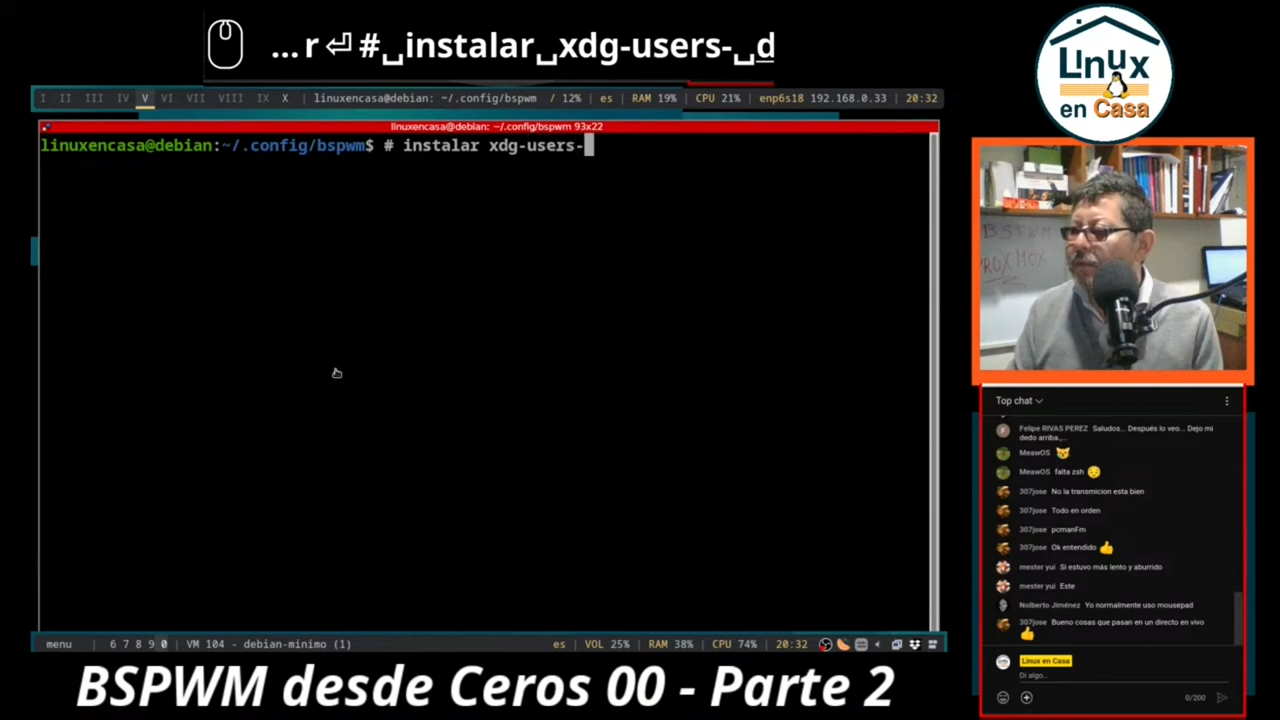 ...r⏎#␣instalar␣xdg-users-␣d
Linux
en Casa
I II III IV V VI VII VIII IX X | linuxencasa@debian: ~/.config/bspwm / 12% | es | RAM 19% | CPU 21% | enp6s18 192.168.0.33 | 20:32
linuxencasa@debian: ~/.config/bspwm 93x22
linuxencasa@debian:~/.config/bspwm$ # instalar xdg-users-
BSPWM
PROXMOX
Top chat
Felipe RIVAS PEREZ Saludos... Después lo veo... Dejo mi
dedo arriba.,...
MeawOS 😿
MeawOS falta zsh 😔
307jose No la transmicion esta bien
307jose Todo en orden
307jose pcmanFm
307jose Ok entendido 👍
mester yui Si estuvo más lento y aburrido
mester yui Este
Nolberto Jiménez Yo normalmente uso mousepad
307jose Bueno cosas que pasan en un directo en vivo
👍
Linux en Casa
Di algo...
0/200
menu | 6 7 8 9 0 | VM 104 - debian-minimo (1) es | VOL 25% | RAM 38% | CPU 74% | 20:32
BSPWM desde Ceros 00 - Parte 2